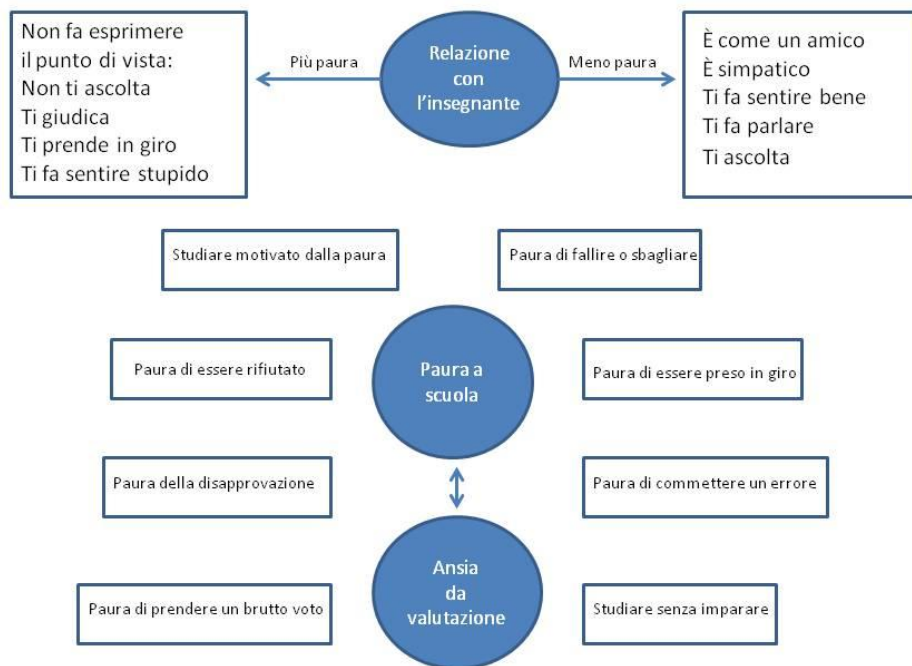 Non fa esprimere
il punto di vista:
Non ti ascolta
Ti giudica
Ti prende in giro
Ti fa sentire stupido
Più paura
Relazione
con
l'insegnante
Meno paura
È come un amico
È simpatico
Ti fa sentire bene
Ti fa parlare
Ti ascolta
Studiare motivato dalla paura
Paura di fallire o sbagliare
Paura di essere rifiutato
Paura a
scuola
Paura di essere preso in giro
Paura della disapprovazione
Paura di commettere un errore
Ansia
da
valutazione
Paura di prendere un brutto voto
Studiare senza imparare